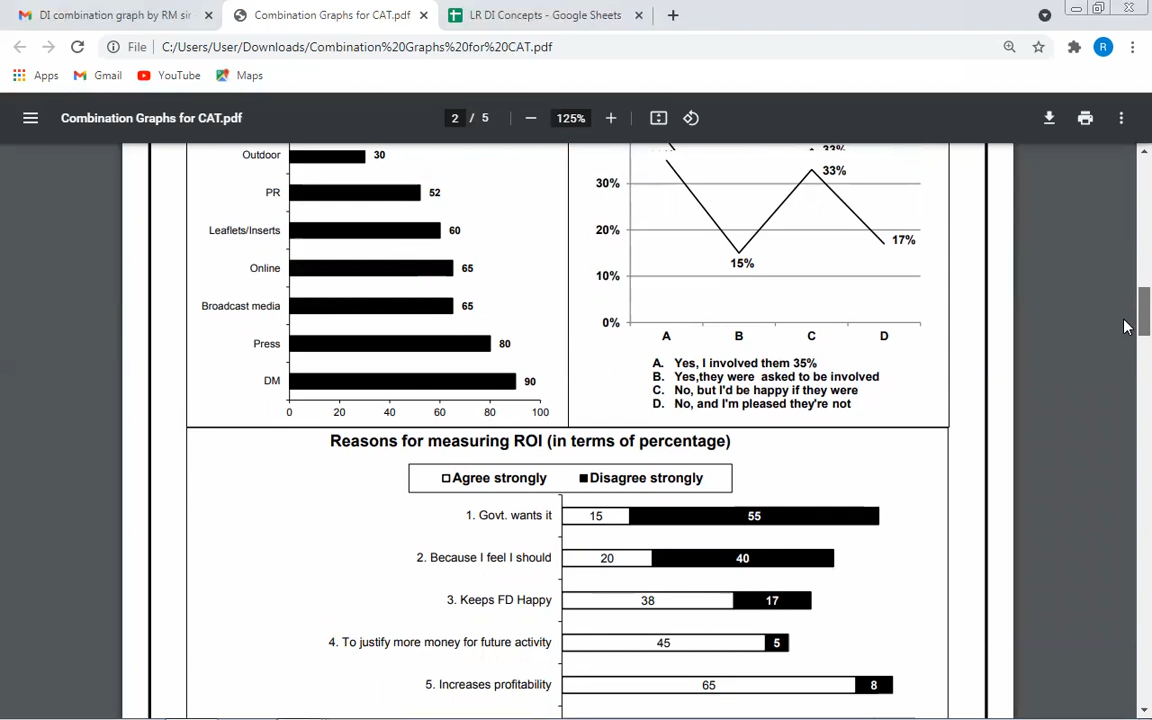 DI combination graph by RM sir
Combination Graphs for CAT.pdf
LR DI Concepts - Google Sheets
File
C:/Users/User/Downloads/Combination%20Graphs%20for%20CAT.pdf
R
Apps
Gmail
YouTube
Maps
Combination Graphs for CAT.pdf
2 / 5
125%
Outdoor 30
PR 52
Leaflets/Inserts 60
Online 65
Broadcast media 65
Press 80
DM 90
0 20 40 60 80 100
33%
30% 33%
20% 17%
15%
10%
0%
A B C D
A. Yes, I involved them 35%
B. Yes,they were asked to be involved
C. No, but I'd be happy if they were
D. No, and I'm pleased they're not
Reasons for measuring ROI (in terms of percentage)
Agree strongly Disagree strongly
1. Govt. wants it 15 55
2. Because I feel I should 20 40
3. Keeps FD Happy 38 17
4. To justify more money for future activity 45 5
5. Increases profitability 65 8